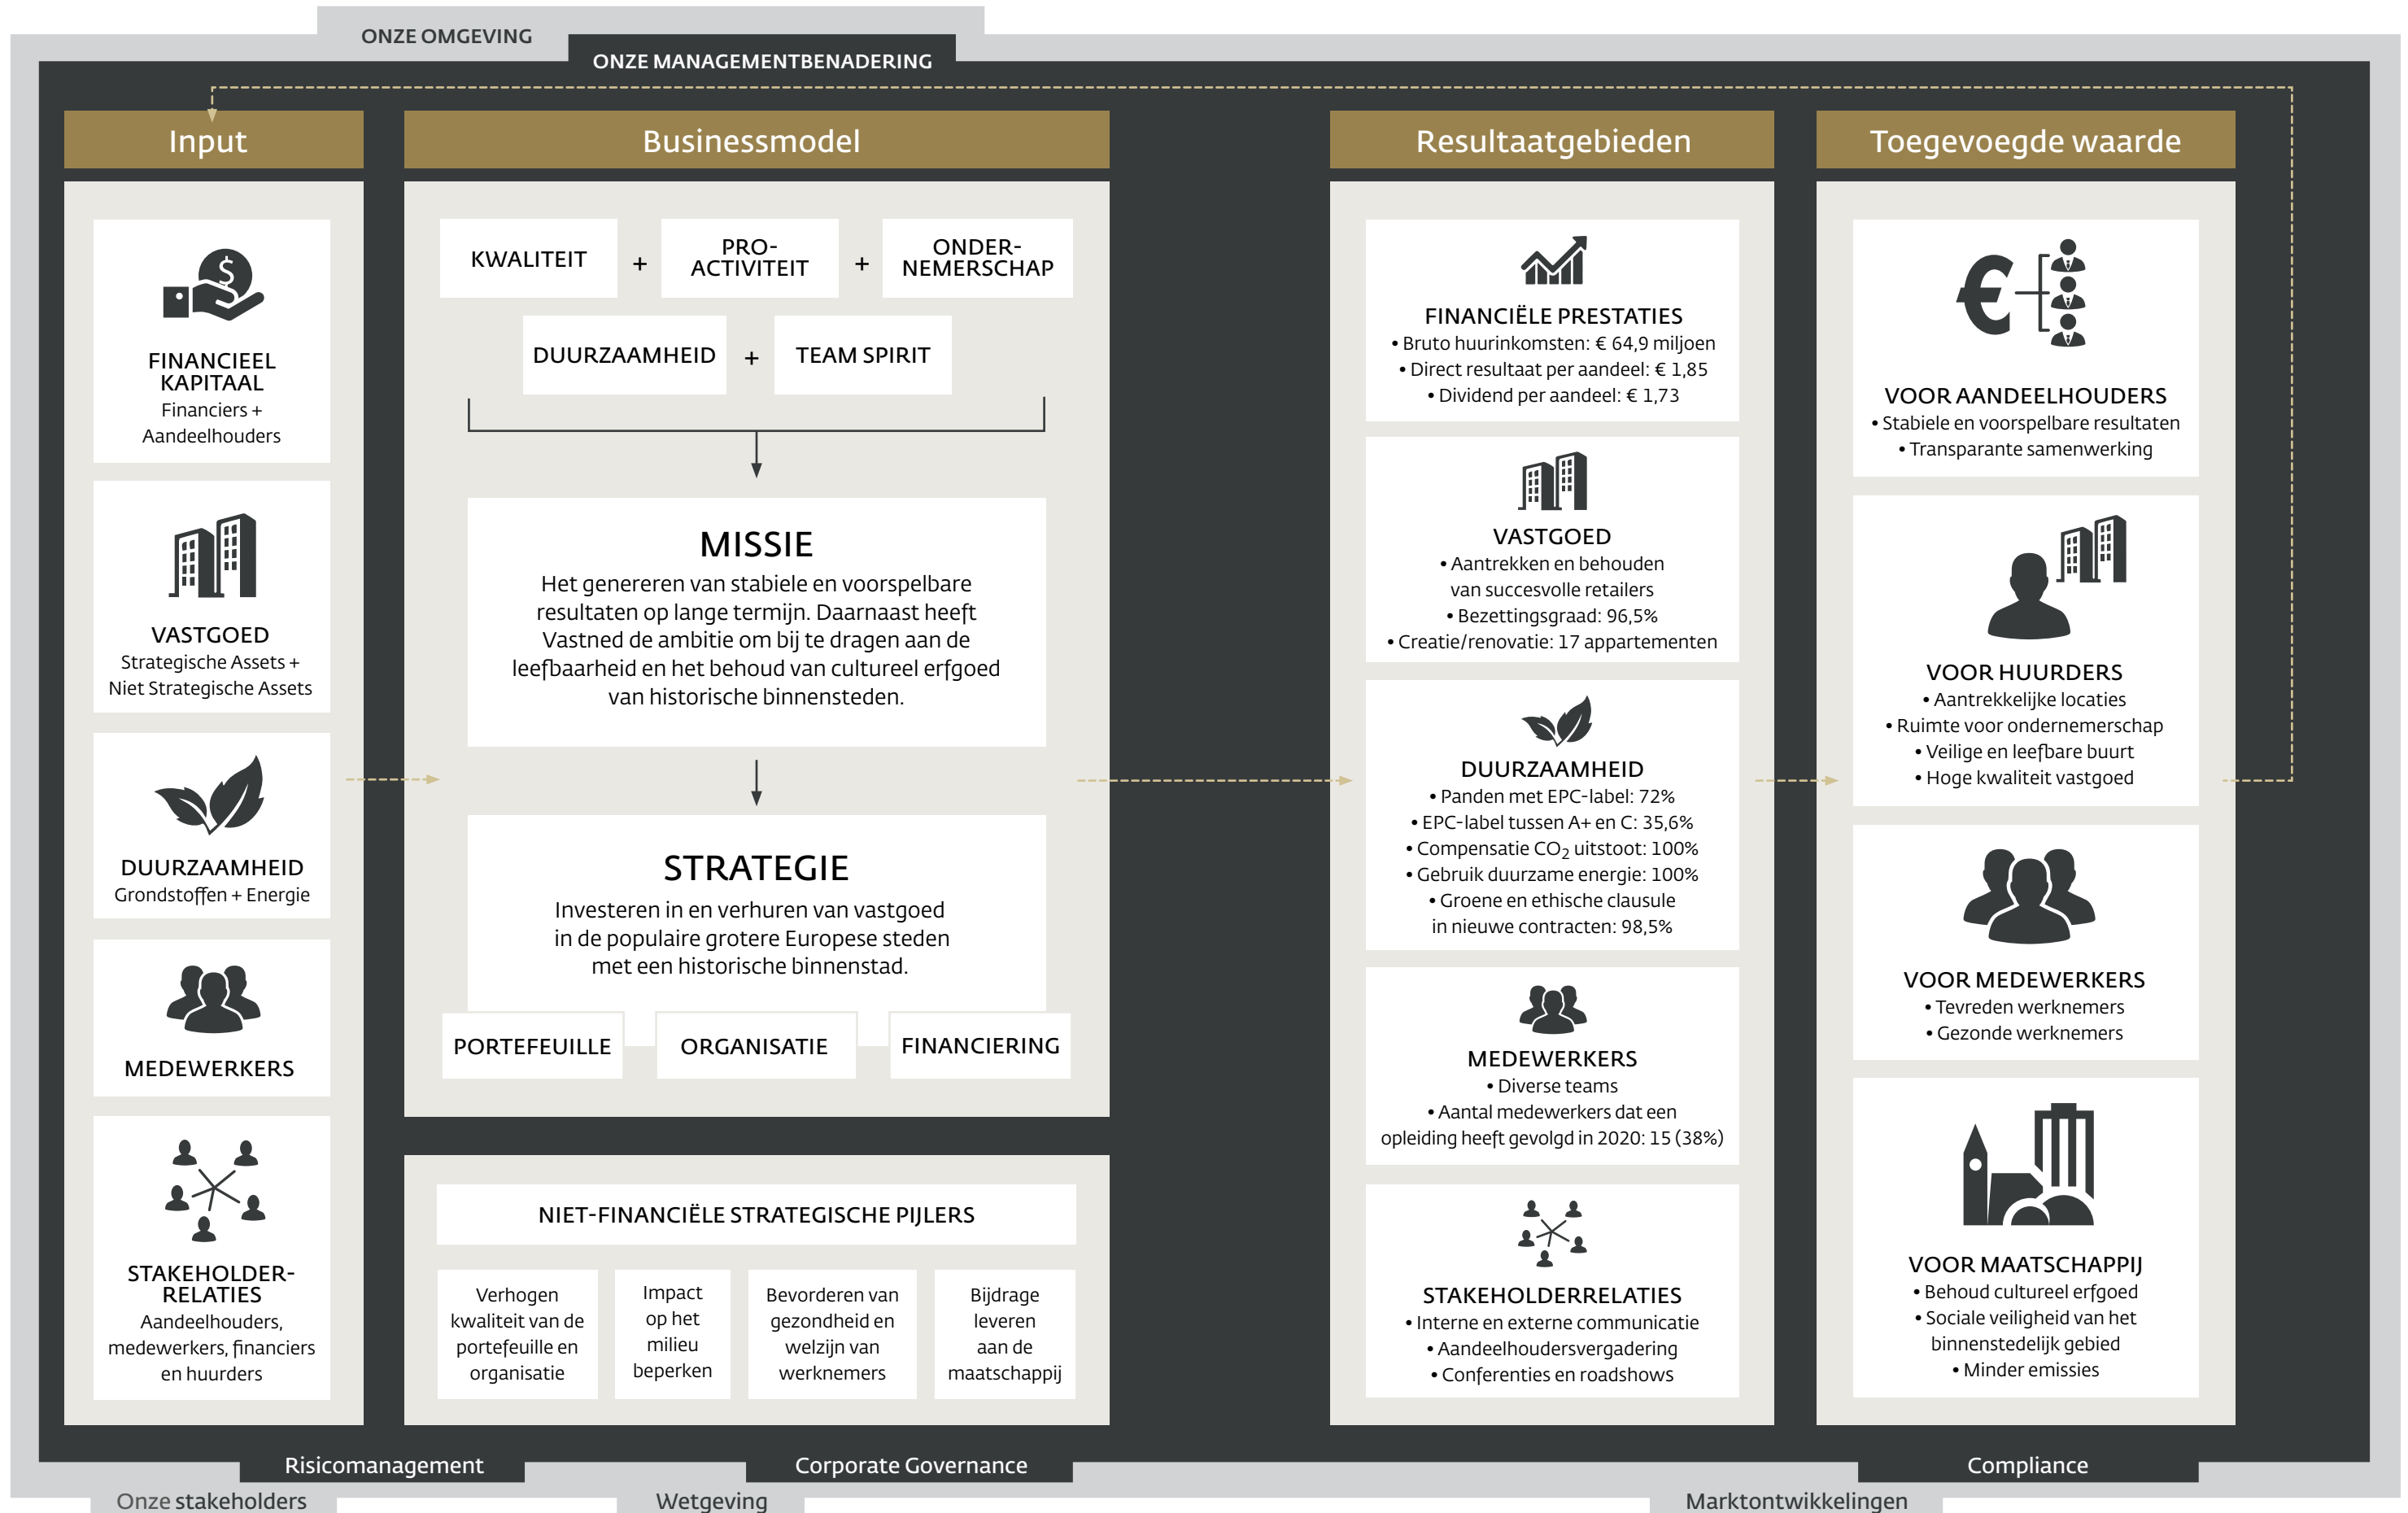 ONZE OMGEVING
ONZE MANAGEMENTBENADERING
Input
FINANCIEEL
KAPITAAL
Financiers +
Aandeelhouders
VASTGOED
Strategische Assets +
Niet Strategische Assets
DUURZAAMHEID
Grondstoffen + Energie
MEDEWERKERS
STAKEHOLDER-
RELATIES
Aandeelhouders,
medewerkers, financiers
en huurders
Businessmodel
KWALITEIT
+
PRO-
ACTIVITEIT
+
ONDER-
NEMERSCHAP
DUURZAAMHEID
+
TEAM SPIRIT
MISSIE
Het genereren van stabiele en voorspelbare
resultaten op lange termijn. Daarnaast heeft
Vastned de ambitie om bij te dragen aan de
leefbaarheid en het behoud van cultureel erfgoed
van historische binnensteden.
STRATEGIE
Investeren in en verhuren van vastgoed
in de populaire grotere Europese steden
met een historische binnenstad.
PORTEFEUILLE
ORGANISATIE
FINANCIERING
NIET-FINANCIËLE STRATEGISCHE PIJLERS
Verhogen
kwaliteit van de
portefeuille en
organisatie
Impact
op het
milieu
beperken
Bevorderen van
gezondheid en
welzijn van
werknemers
Bijdrage
leveren
aan de
maatschappij
Resultaatgebieden
FINANCIËLE PRESTATIES
• Bruto huurinkomsten: € 64,9 miljoen
• Direct resultaat per aandeel: € 1,85
• Dividend per aandeel: € 1,73
VASTGOED
• Aantrekken en behouden
van succesvolle retailers
• Bezettingsgraad: 96,5%
• Creatie/renovatie: 17 appartementen
DUURZAAMHEID
• Panden met EPC-label: 72%
• EPC-label tussen A+ en C: 35,6%
• Compensatie CO₂ uitstoot: 100%
• Gebruik duurzame energie: 100%
• Groene en ethische clausule
in nieuwe contracten: 98,5%
MEDEWERKERS
• Diverse teams
• Aantal medewerkers dat een
opleiding heeft gevolgd in 2020: 15 (38%)
STAKEHOLDERRELATIES
• Interne en externe communicatie
• Aandeelhoudersvergadering
• Conferenties en roadshows
Toegevoegde waarde
VOOR AANDEELHOUDERS
• Stabiele en voorspelbare resultaten
• Transparante samenwerking
VOOR HUURDERS
• Aantrekkelijke locaties
• Ruimte voor ondernemerschap
• Veilige en leefbare buurt
• Hoge kwaliteit vastgoed
VOOR MEDEWERKERS
• Tevreden werknemers
• Gezonde werknemers
VOOR MAATSCHAPPIJ
• Behoud cultureel erfgoed
• Sociale veiligheid van het
binnenstedelijk gebied
• Minder emissies
Risicomanagement
Corporate Governance
Compliance
Onze stakeholders
Wetgeving
Marktontwikkelingen